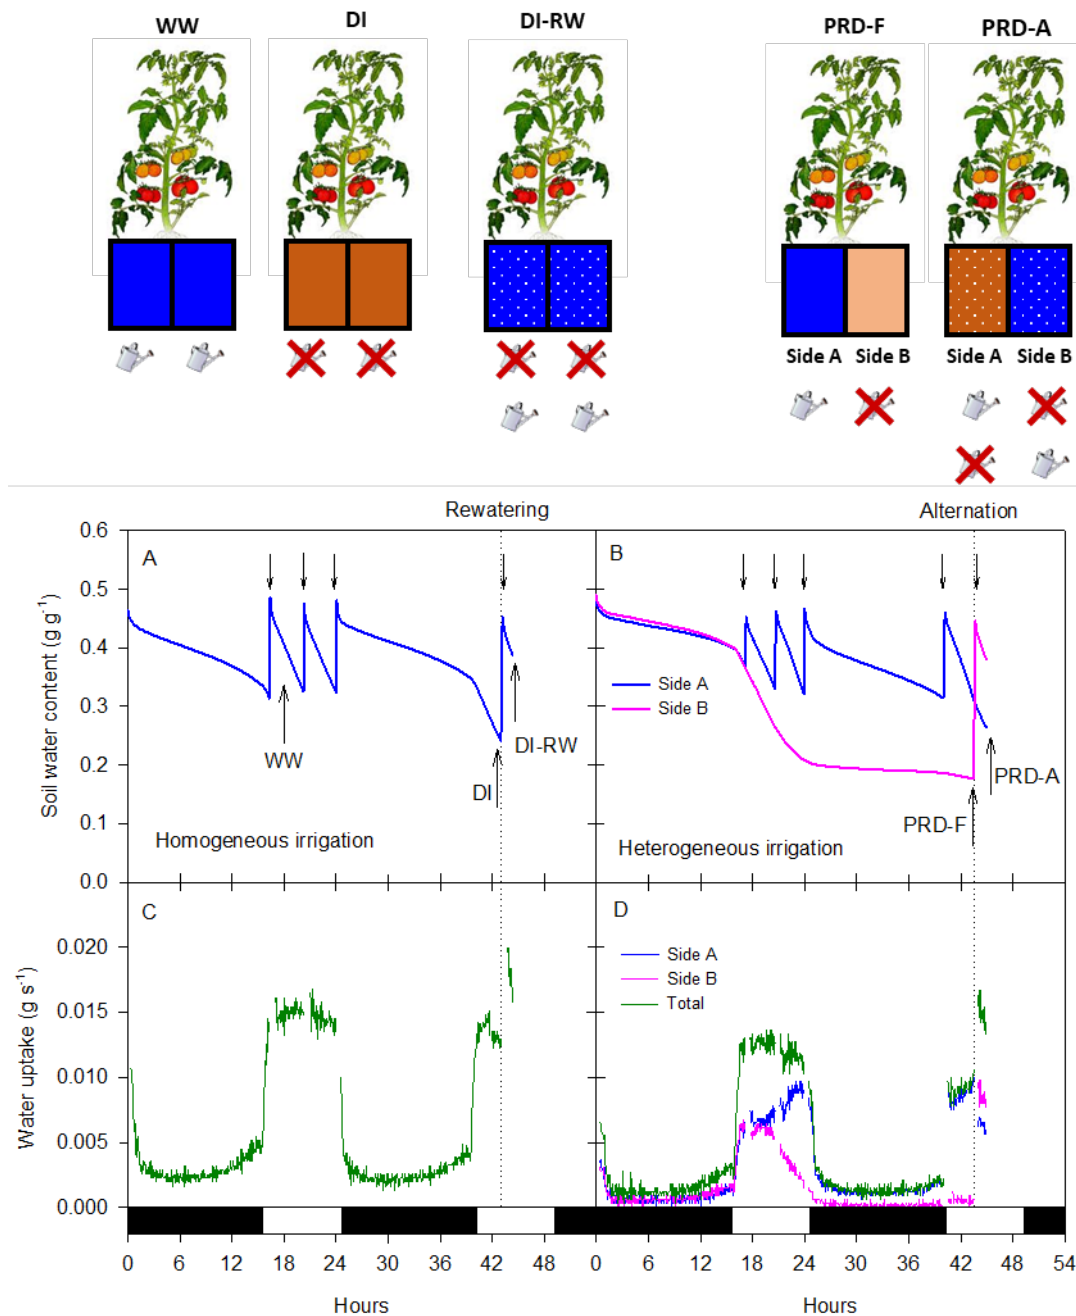 WW DI DI-RW PRD-F PRD-A
Side A Side B Side A Side B
Rewatering Alternation
A
B
0.6
0.5
0.4
0.3
0.2
0.1
0.0
Soil water content (g g⁻¹)
WW
DI
DI-RW
Homogeneous irrigation
Side A
Side B
PRD-A
PRD-F
Heterogeneous irrigation
C
D
0.020
0.015
0.010
0.005
0.000
Water uptake (g s⁻¹)
Side A
Side B
Total
0 6 12 18 24 30 36 42 48 0 6 12 18 24 30 36 42 48 54
Hours Hours